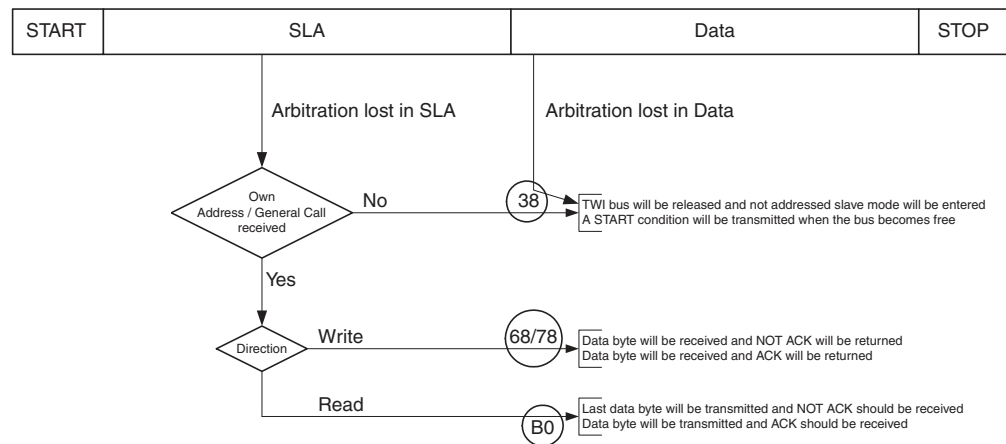 START SLA Data STOP
Arbitration lost in SLA Arbitration lost in Data
Own
Address / General Call
received
No
38
TWI bus will be released and not addressed slave mode will be entered
A START condition will be transmitted when the bus becomes free
Yes
Direction
Write
68/78
Data byte will be received and NOT ACK will be returned
Data byte will be received and ACK will be returned
Read
B0
Last data byte will be transmitted and NOT ACK should be received
Data byte will be transmitted and ACK should be received